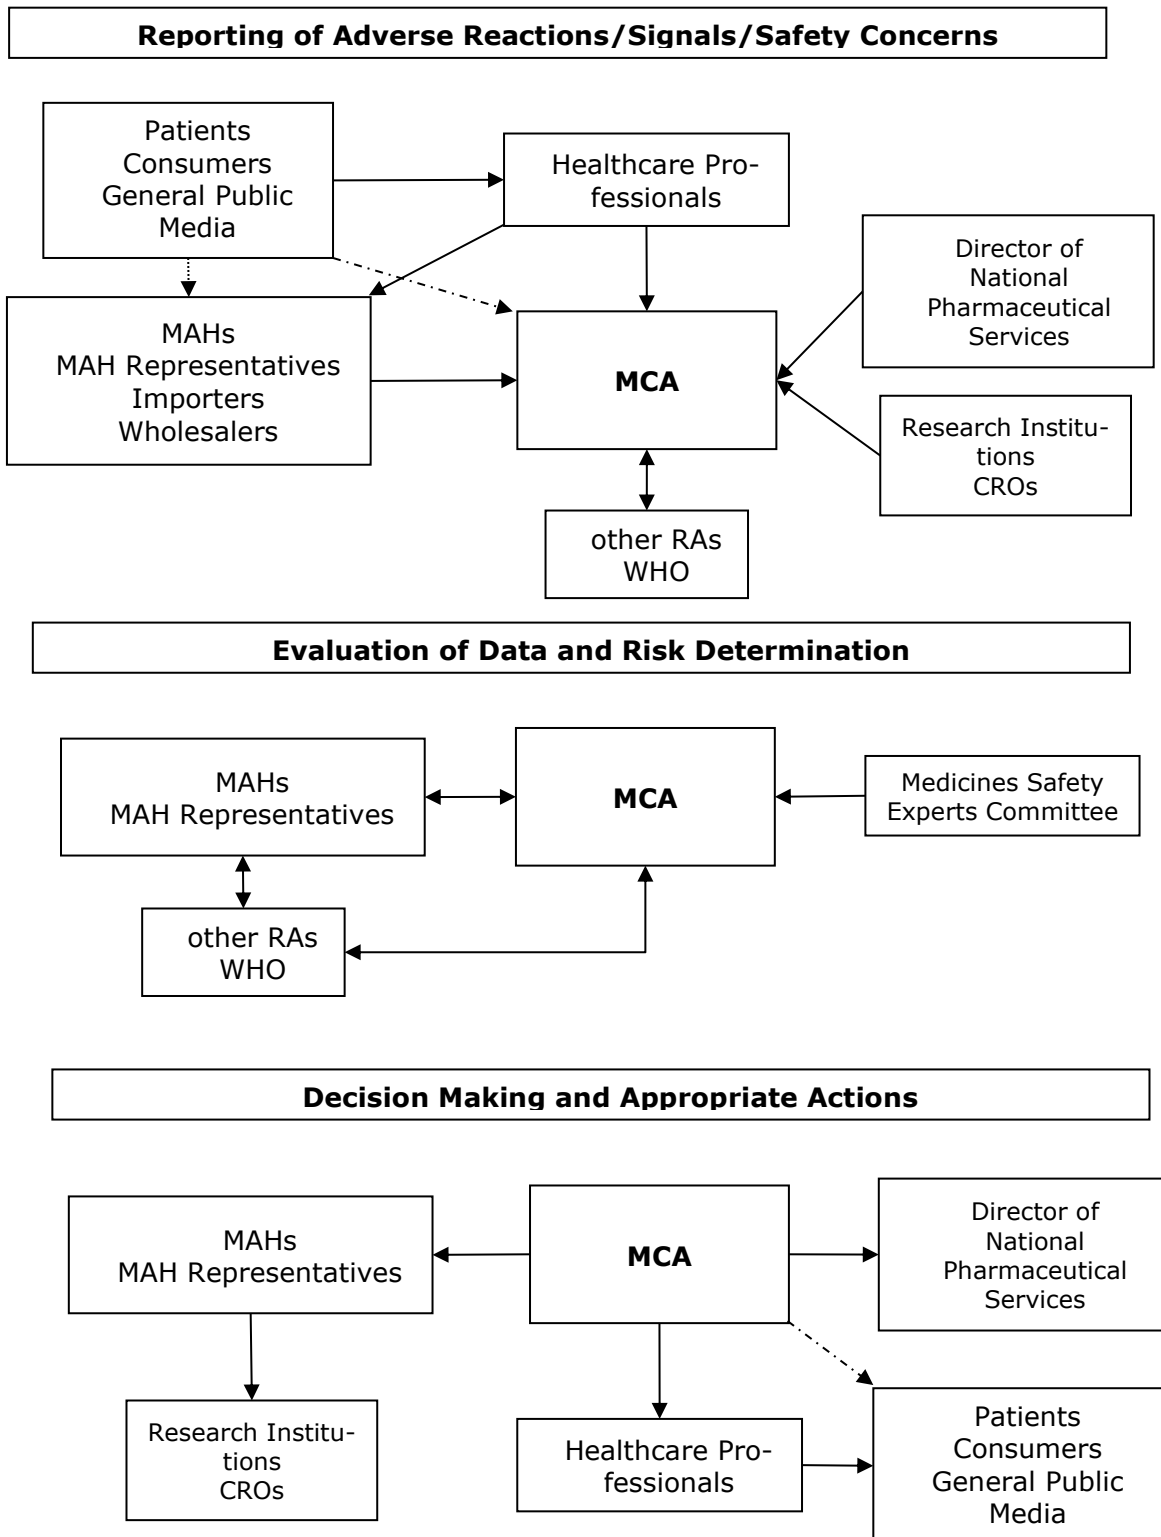 Reporting of Adverse Reactions/Signals/Safety Concerns
Patients
Consumers
General Public
Media
Healthcare Pro-
fessionals
Director of
National
Pharmaceutical
Services
MAHs
MAH Representatives
Importers
Wholesalers
MCA
Research Institu-
tions
CROs
other RAs
WHO
Evaluation of Data and Risk Determination
MAHs
MAH Representatives
MCA
Medicines Safety
Experts Committee
other RAs
WHO
Decision Making and Appropriate Actions
MAHs
MAH Representatives
MCA
Director of
National
Pharmaceutical
Services
Research Institu-
tions
CROs
Healthcare Pro-
fessionals
Patients
Consumers
General Public
Media